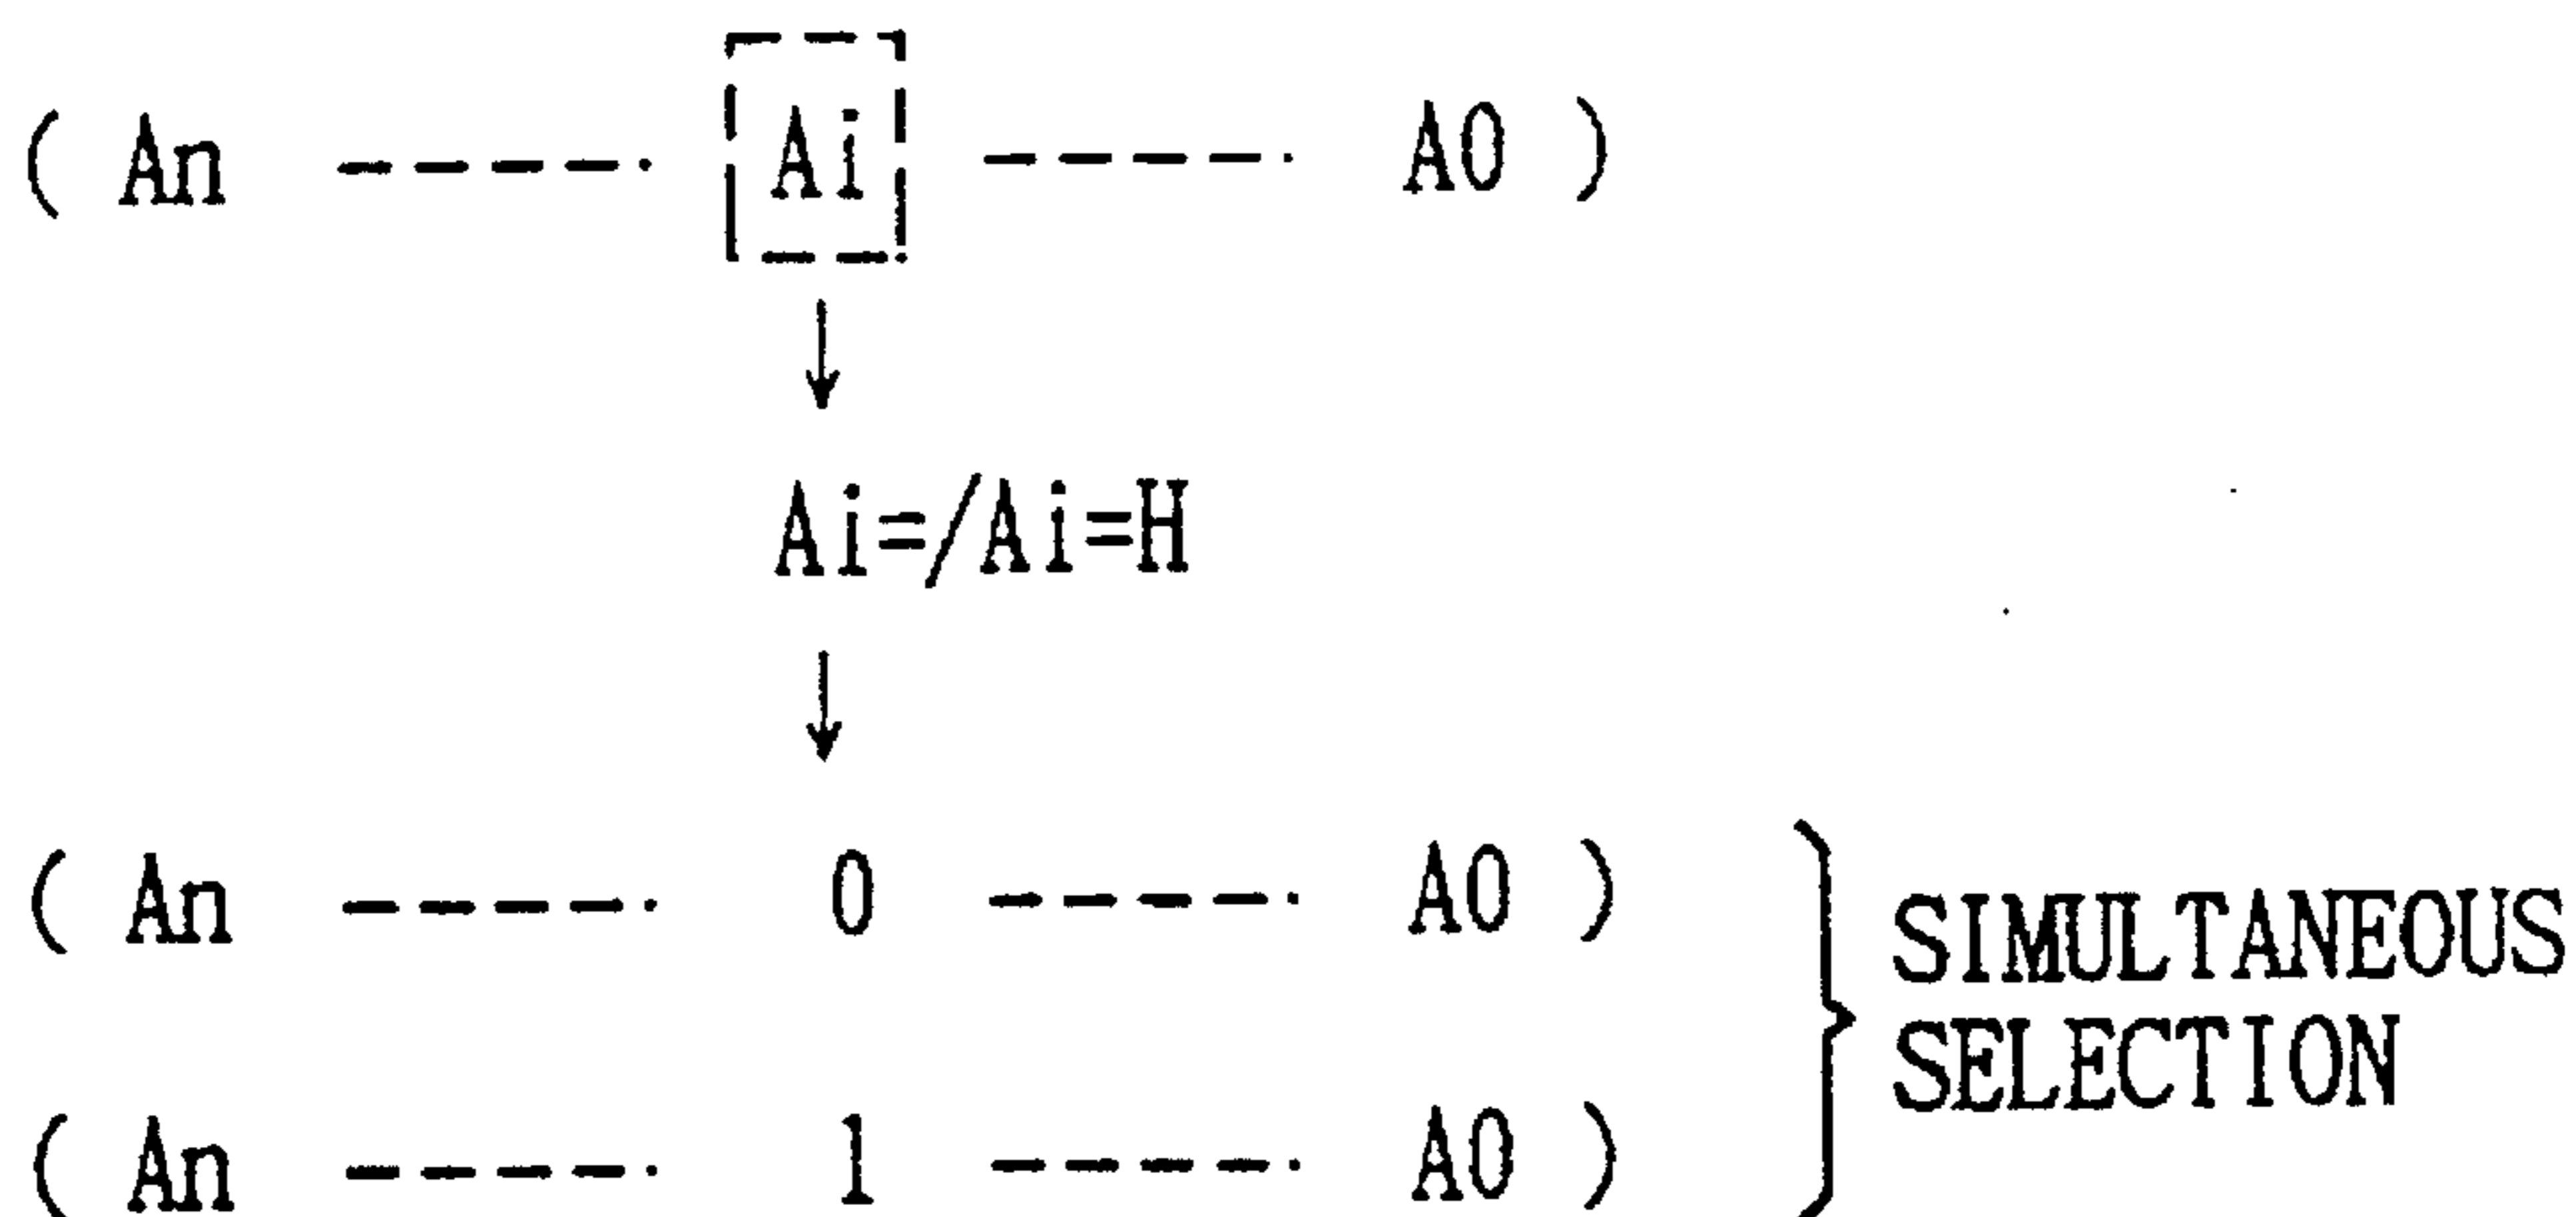 ( An ----- Ai ----- A0 )
Ai=/Ai=H
( An ----- 0 ----- A0 )
( An ----- 1 ----- A0 )
SIMULTANEOUS
SELECTION